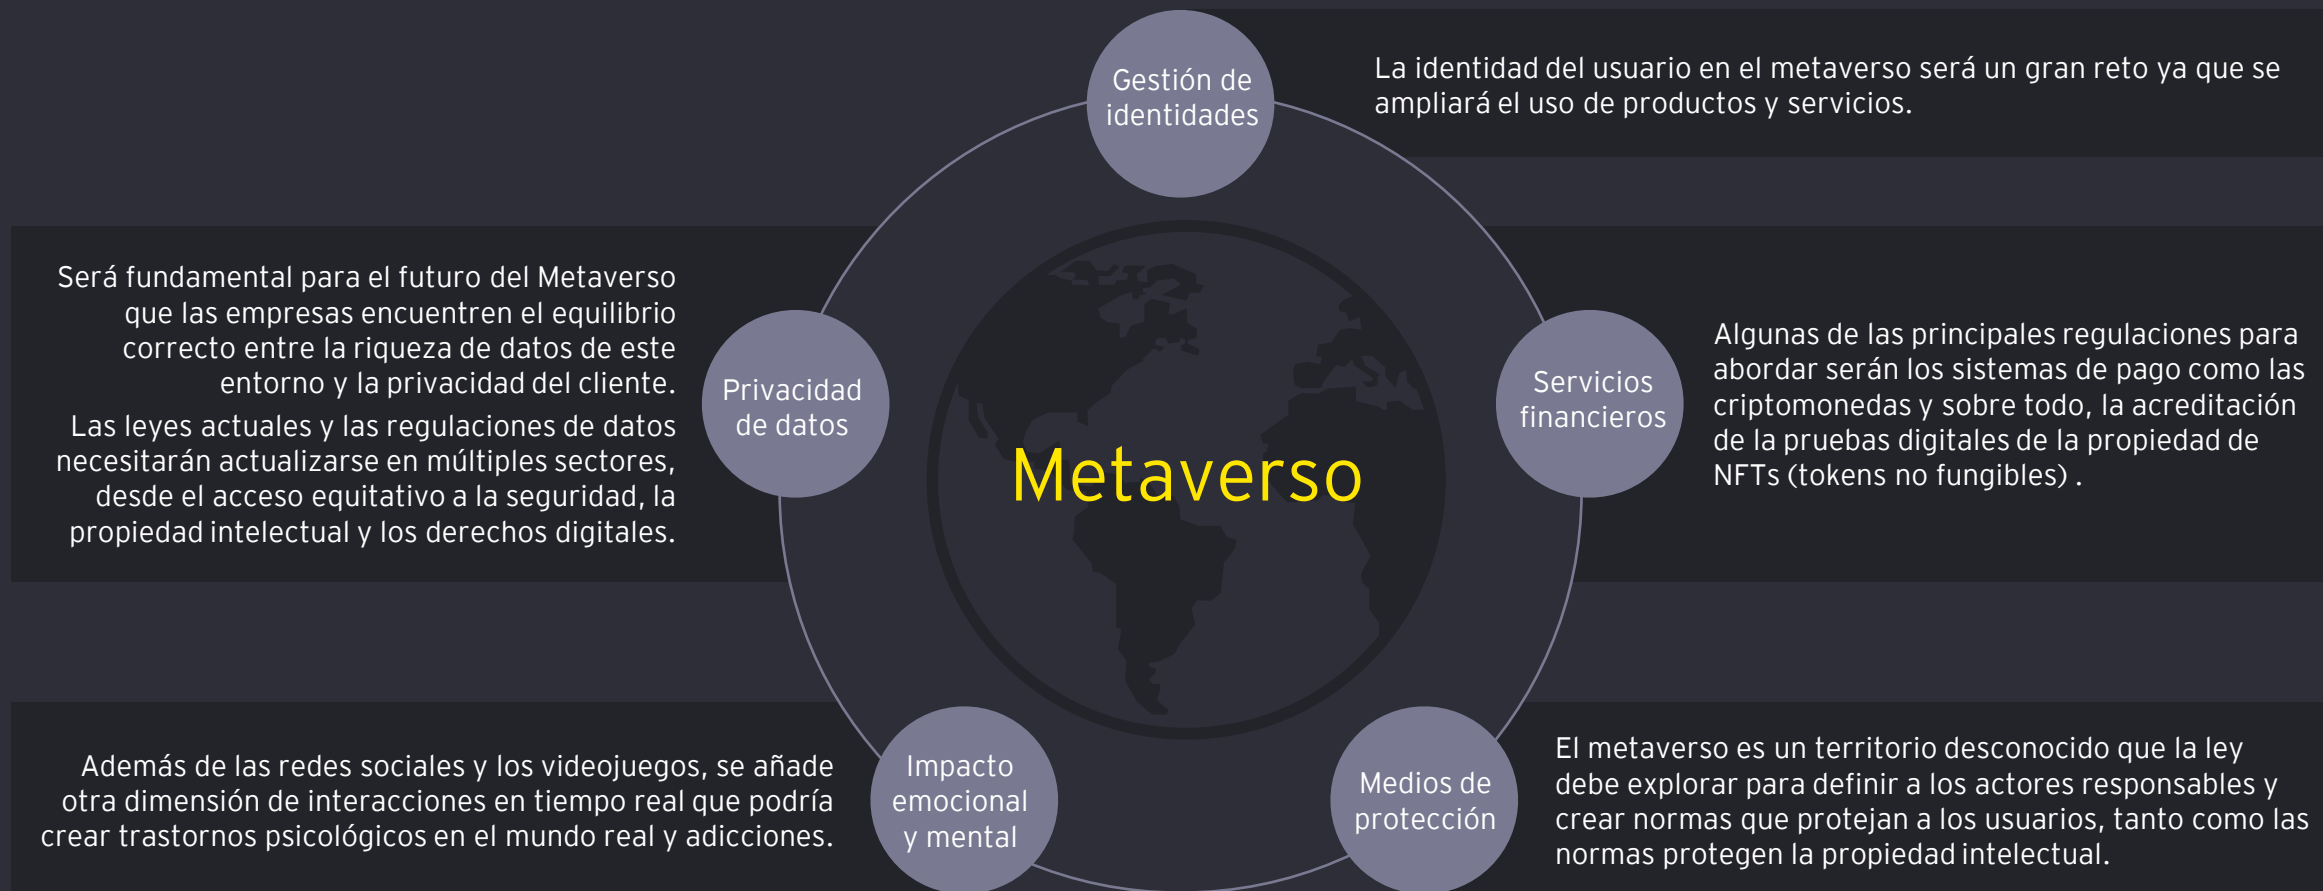 Gestión de
identidades
La identidad del usuario en el metaverso será un gran reto ya que se
ampliará el uso de productos y servicios.
Será fundamental para el futuro del Metaverso
que las empresas encuentren el equilibrio
correcto entre la riqueza de datos de este
entorno y la privacidad del cliente.
Las leyes actuales y las regulaciones de datos
necesitarán actualizarse en múltiples sectores,
desde el acceso equitativo a la seguridad, la
propiedad intelectual y los derechos digitales.
Privacidad
de datos
Metaverso
Servicios
financieros
Algunas de las principales regulaciones para
abordar serán los sistemas de pago como las
criptomonedas y sobre todo, la acreditación
de la pruebas digitales de la propiedad de
NFTs (tokens no fungibles) .
Además de las redes sociales y los videojuegos, se añade
otra dimensión de interacciones en tiempo real que podría
crear trastornos psicológicos en el mundo real y adicciones.
Impacto
emocional
y mental
Medios de
protección
El metaverso es un territorio desconocido que la ley
debe explorar para definir a los actores responsables y
crear normas que protejan a los usuarios, tanto como las
normas protegen la propiedad intelectual.